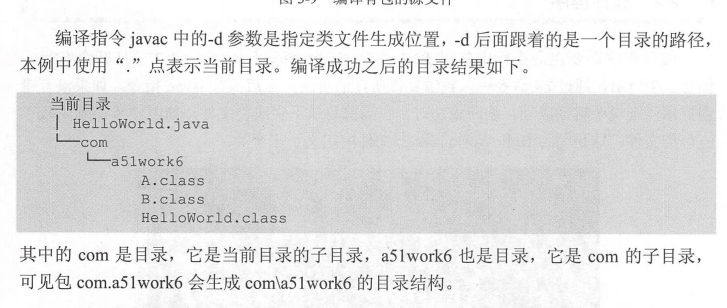 图 3-9 编译有包的源文件
编译指令 javac 中的-d 参数是指定类文件生成位置，-d 后面跟着的是一个目录的路径，
本例中使用“.”点表示当前目录。编译成功之后的目录结果如下。
当前目录
│ HelloWorld.java
└──com
└──a51work6
A.class
B.class
HelloWorld.class
其中的 com 是目录，它是当前目录的子目录，a51work6 也是目录，它是 com 的子目录，
可见包 com.a51work6 会生成 com\a51work6 的目录结构。